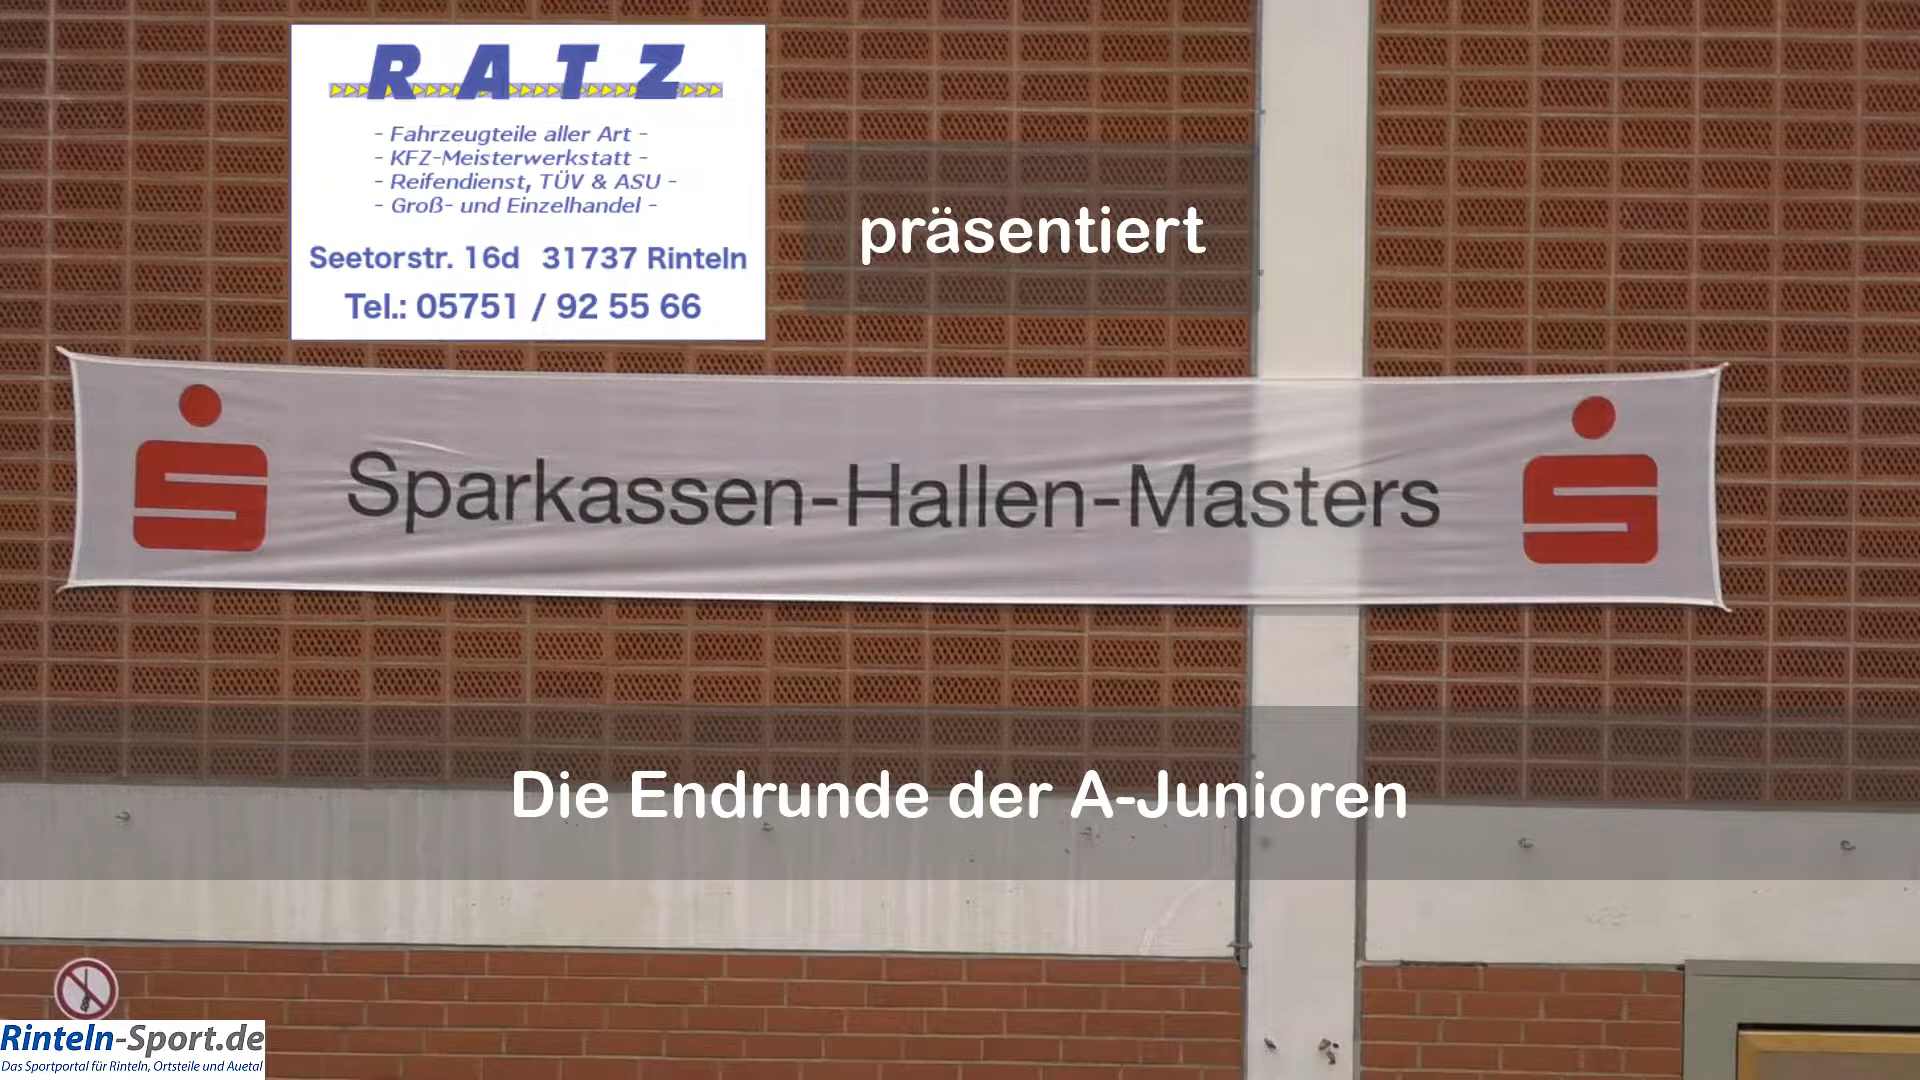 RATZ
- Fahrzeugteile aller Art -
- KFZ-Meisterwerkstatt -
- Reifendienst, TÜV & ASU -
- Groß- und Einzelhandel -
Seetorstr. 16d 31737 Rinteln
Tel.: 05751 / 92 55 66
präsentiert
Sparkassen-Hallen-Masters
Die Endrunde der A-Junioren
Rinteln-Sport.de
Das Sportportal für Rinteln, Ortsteile und Auetal